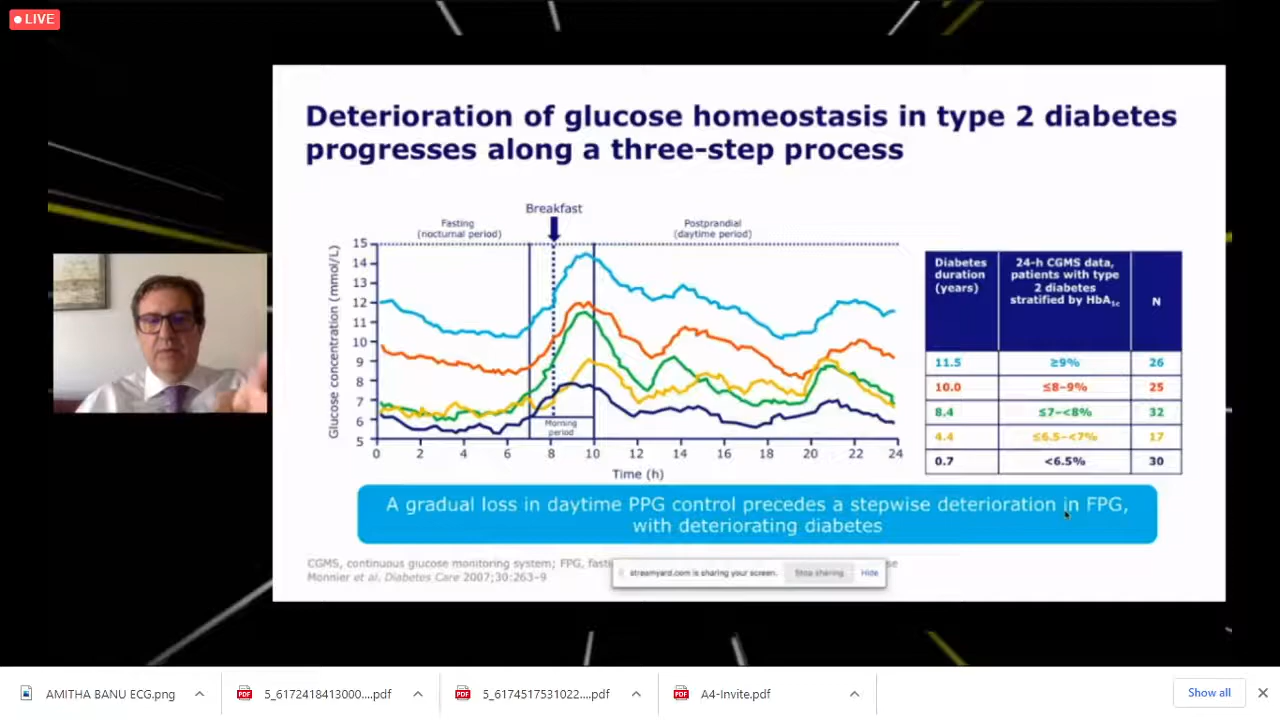 LIVE
Deterioration of glucose homeostasis in type 2 diabetes
progresses along a three-step process
Breakfast
Fasting
(nocturnal period)
Postprandial
(daytime period)
Glucose concentration (mmol/L)
15
14
13
12
11
10
9
8
7
6
5
Morning
period
0 2 4 6 8 10 12 14 16 18 20 22 24
Time (h)
Diabetes
duration
(years)
24-h CGMS data,
patients with type
2 diabetes
stratified by HbA1c
N
11.5 ≥9% 26
10.0 ≤8–9% 25
8.4 ≤7–<8% 32
4.4 ≤6.5–<7% 17
0.7 <6.5% 30
A gradual loss in daytime PPG control precedes a stepwise deterioration in FPG,
with deteriorating diabetes
CGMS, continuous glucose monitoring system; FPG,
Monnier et al. Diabetes Care 2007;30:263–9
streamyard.com is sharing your screen. Stop sharing Hide
AMITHA BANU ECG.png
PDF 5_6172418413000....pdf
PDF 5_6174517531022....pdf
PDF A4-Invite.pdf
Show all